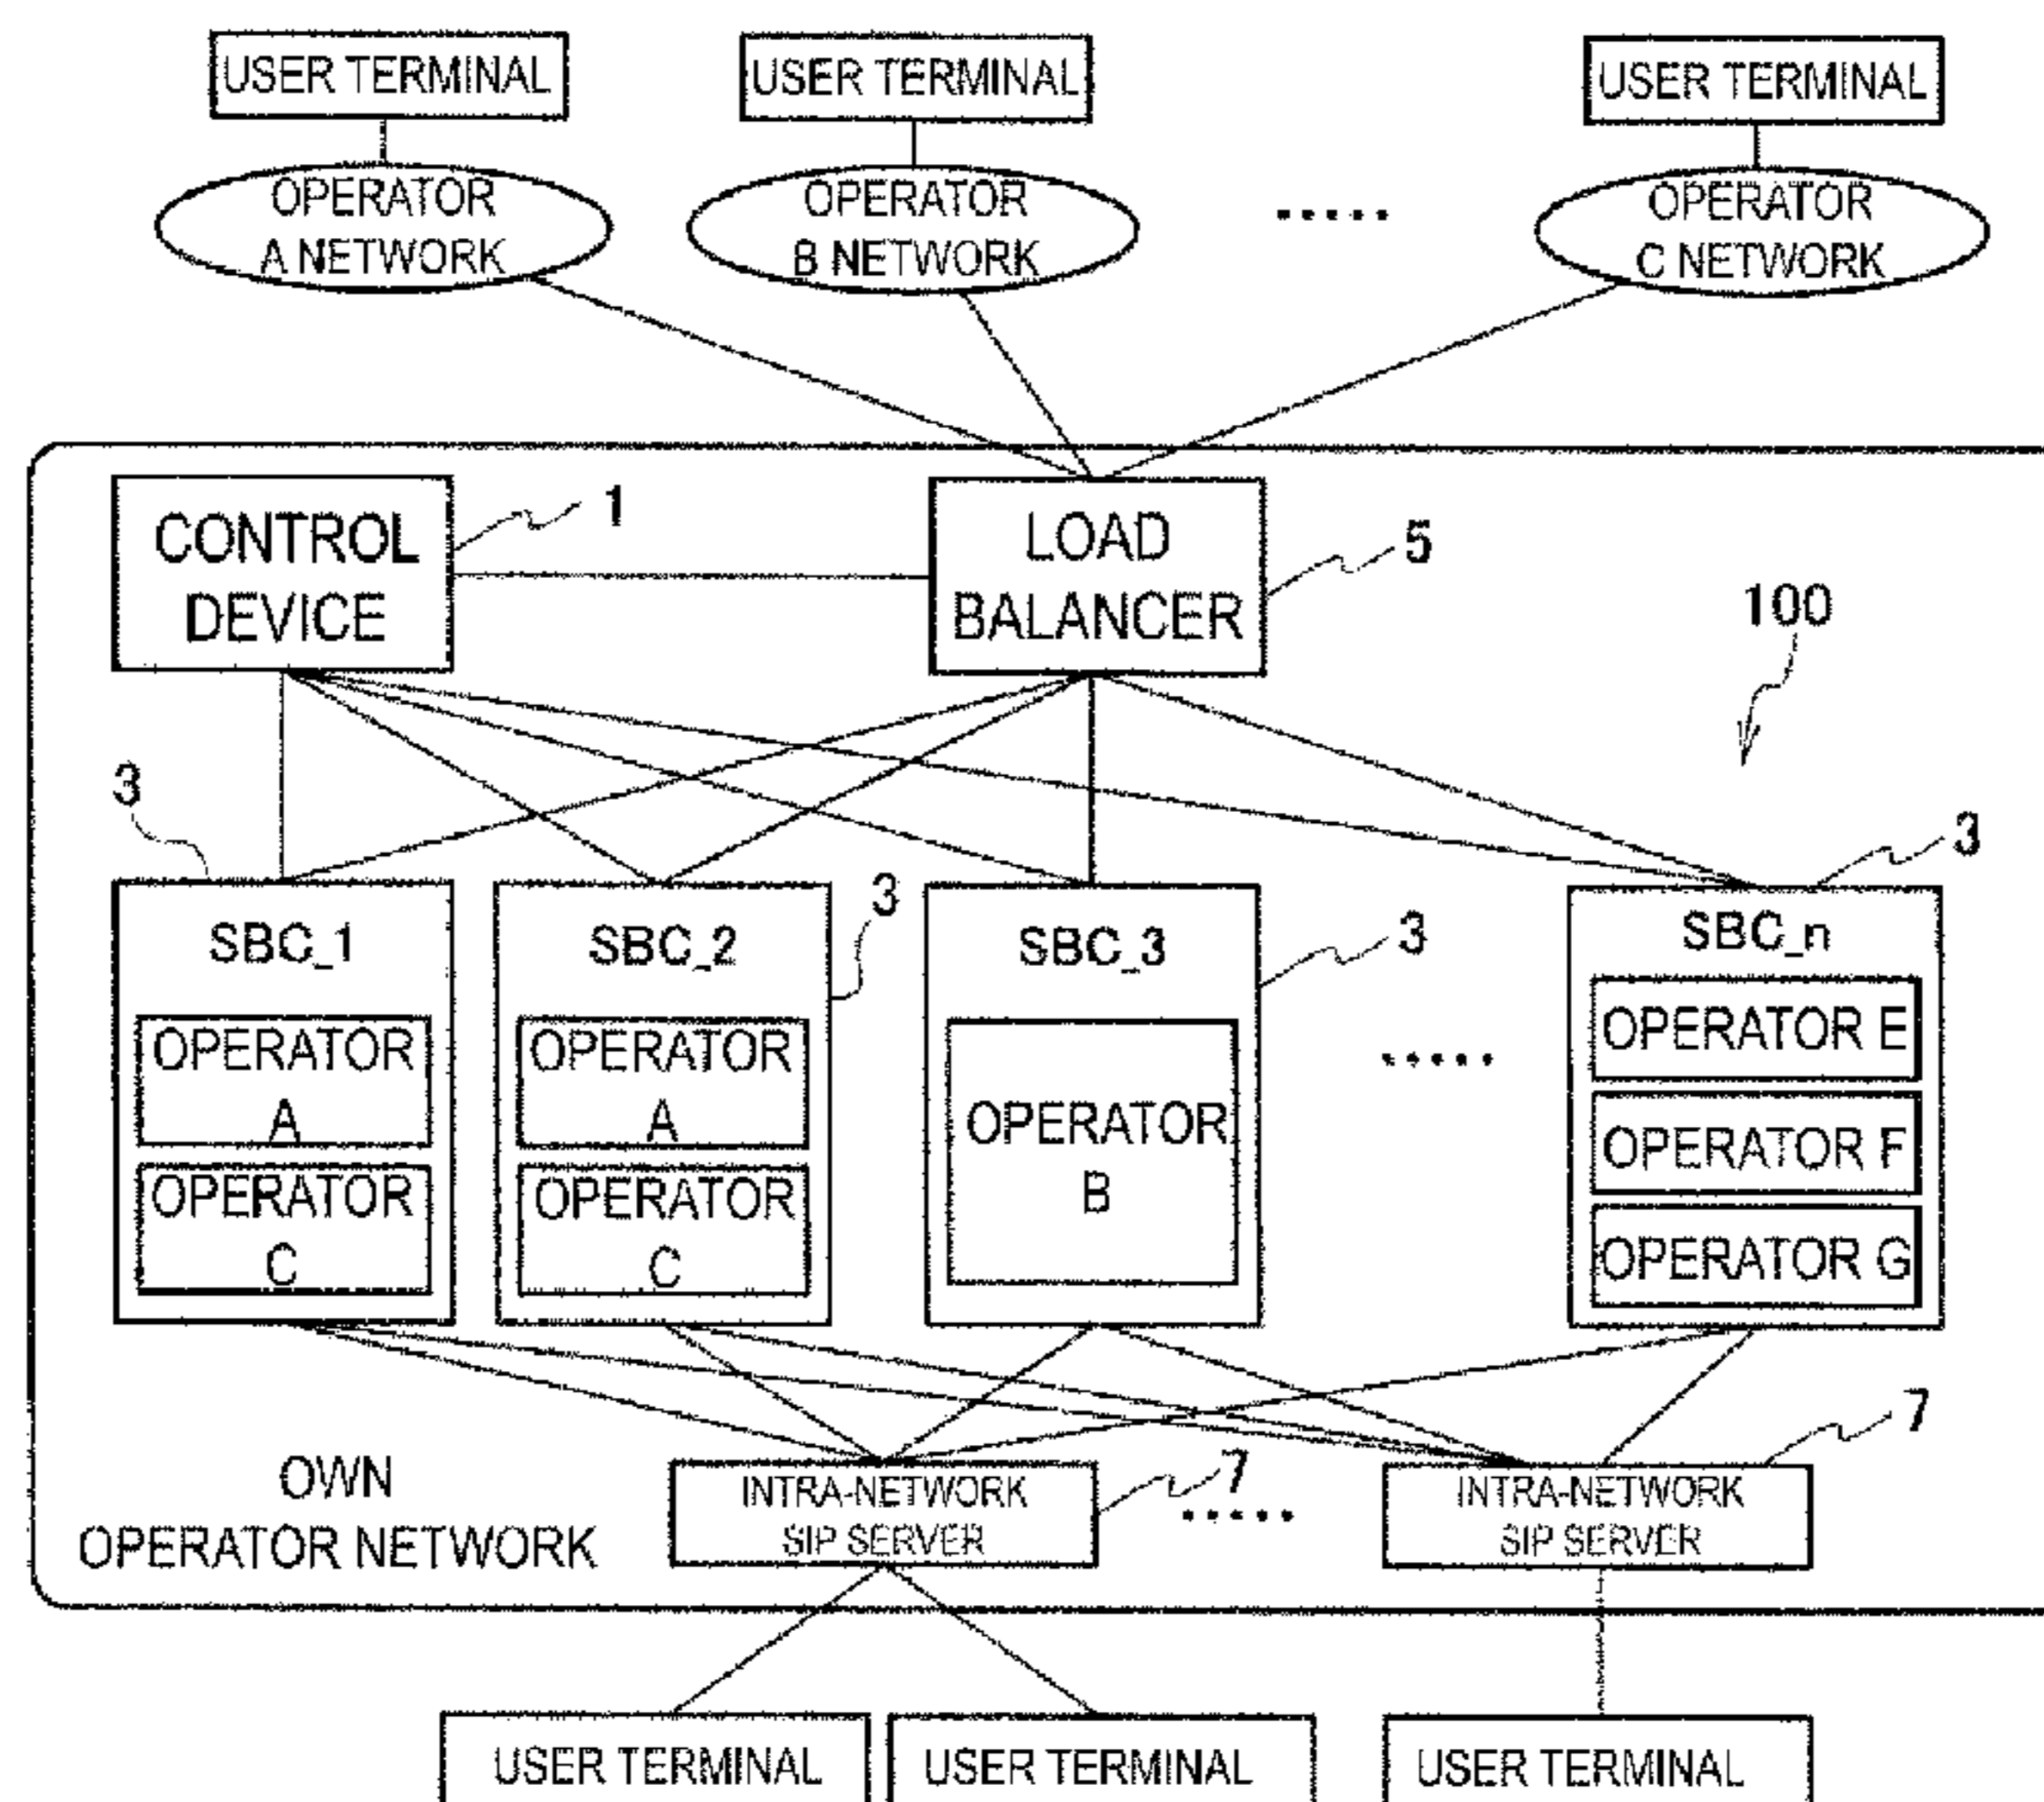 USER TERMINAL
USER TERMINAL
USER TERMINAL
OPERATOR
A NETWORK
OPERATOR
B NETWORK
.....
OPERATOR
C NETWORK
CONTROL
DEVICE
1
LOAD
BALANCER
5
100
3
SBC_1
OPERATOR
A
OPERATOR
C
3
SBC_2
OPERATOR
A
OPERATOR
C
3
SBC_3
OPERATOR
B
.....
3
SBC_n
OPERATOR E
OPERATOR F
OPERATOR G
OWN
OPERATOR NETWORK
INTRA-NETWORK
SIP SERVER
7
.....
INTRA-NETWORK
SIP SERVER
7
USER TERMINAL
USER TERMINAL
USER TERMINAL